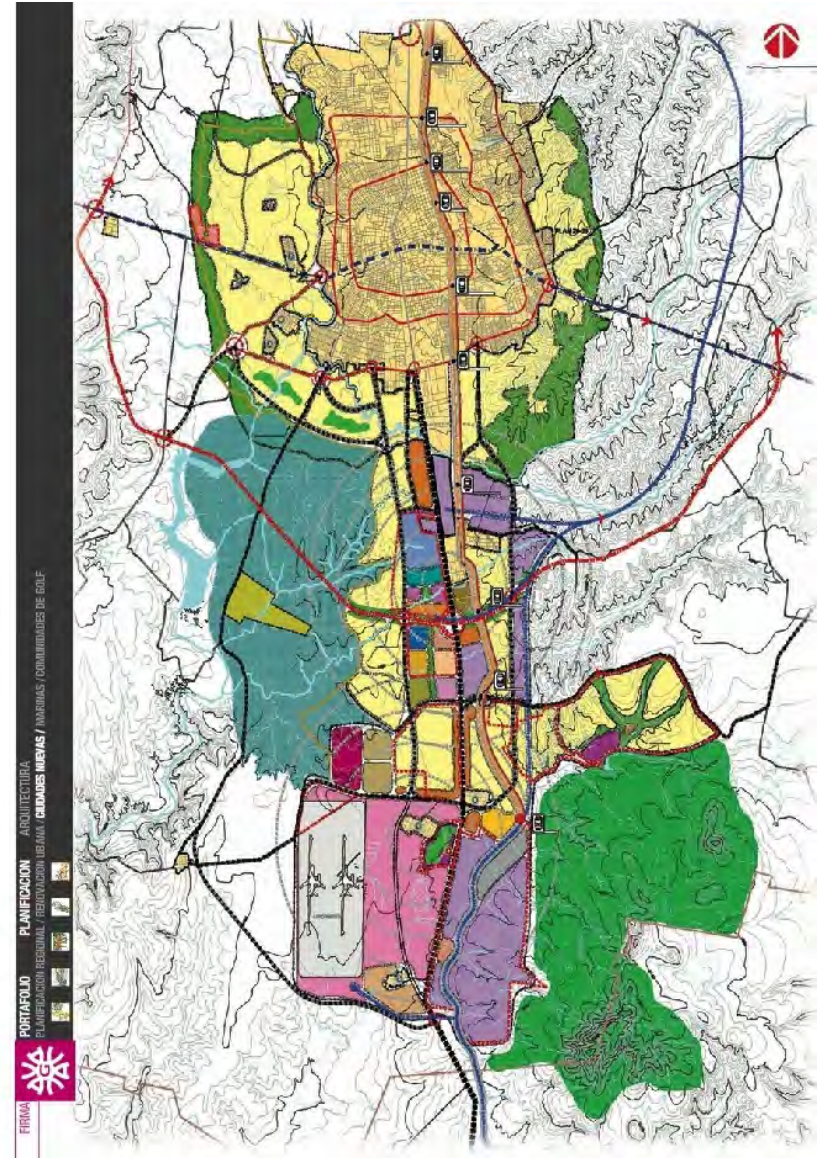 FIRMA
PORTAFOLIO PLANIFICACION ARQUITECTURA
PLANIFICACION REGIONAL / RENOVACION URBANA / CIUDADES NUEVAS / MARINAS / COMUNIDADES DE GOLF